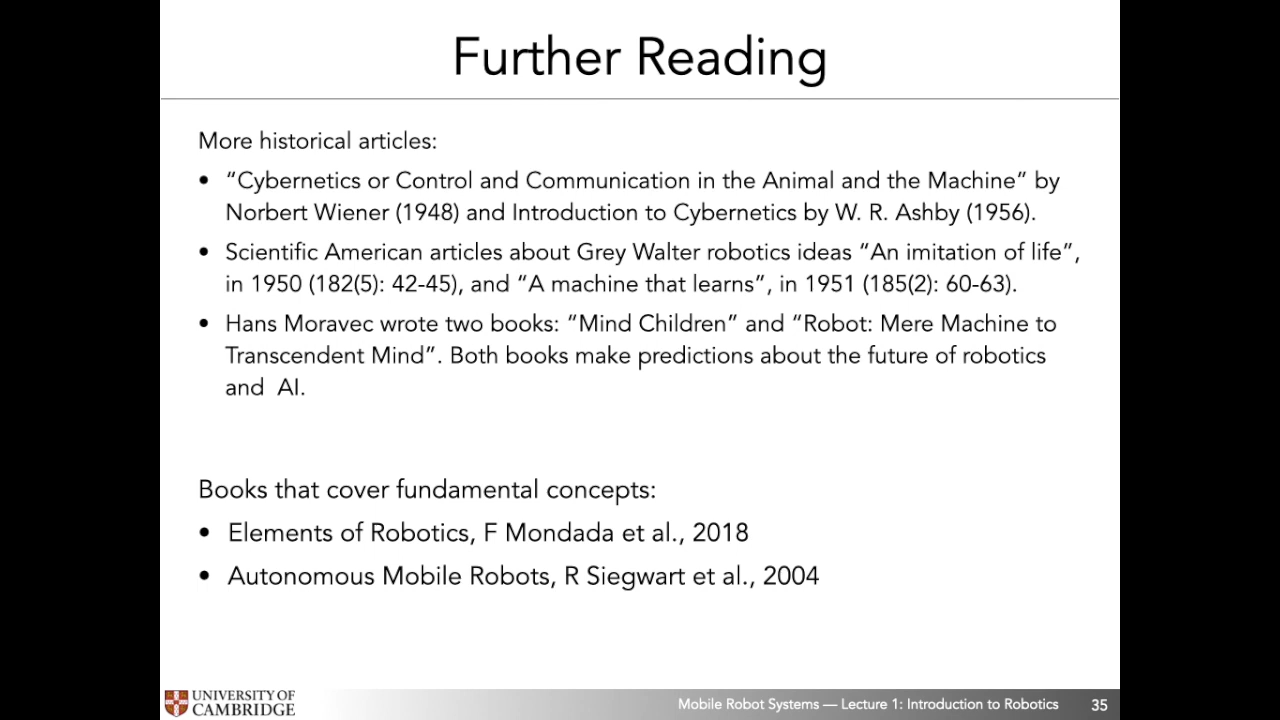 Further Reading
More historical articles:
• “Cybernetics or Control and Communication in the Animal and the Machine” by
Norbert Wiener (1948) and Introduction to Cybernetics by W. R. Ashby (1956).
• Scientific American articles about Grey Walter robotics ideas “An imitation of life”,
in 1950 (182(5): 42-45), and “A machine that learns”, in 1951 (185(2): 60-63).
• Hans Moravec wrote two books: “Mind Children” and “Robot: Mere Machine to
Transcendent Mind”. Both books make predictions about the future of robotics
and  AI.
Books that cover fundamental concepts:
• Elements of Robotics, F Mondada et al., 2018
• Autonomous Mobile Robots, R Siegwart et al., 2004
UNIVERSITY OF
CAMBRIDGE
Mobile Robot Systems — Lecture 1: Introduction to Robotics
35